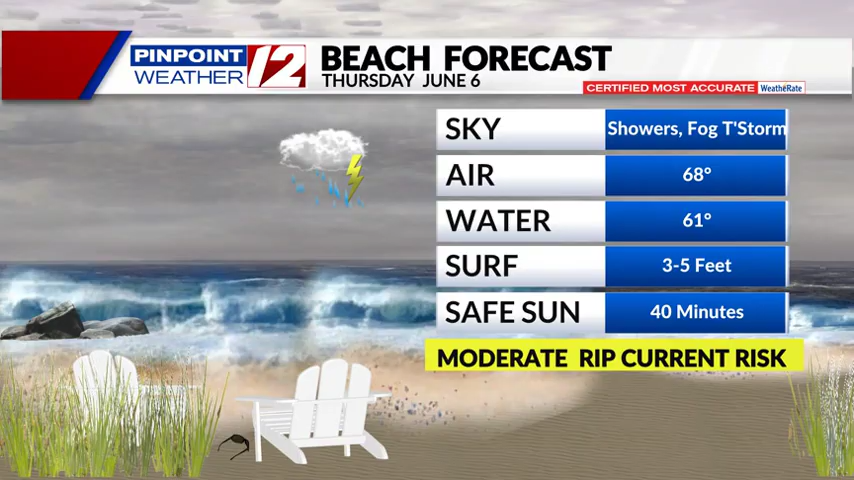 PINPOINT
WEATHER
12
BEACH FORECAST
THURSDAY JUNE 6
CERTIFIED MOST ACCURATE WeatheRate
SKY Showers, Fog T'Storm
AIR 68°
WATER 61°
SURF 3-5 Feet
SAFE SUN 40 Minutes
MODERATE RIP CURRENT RISK